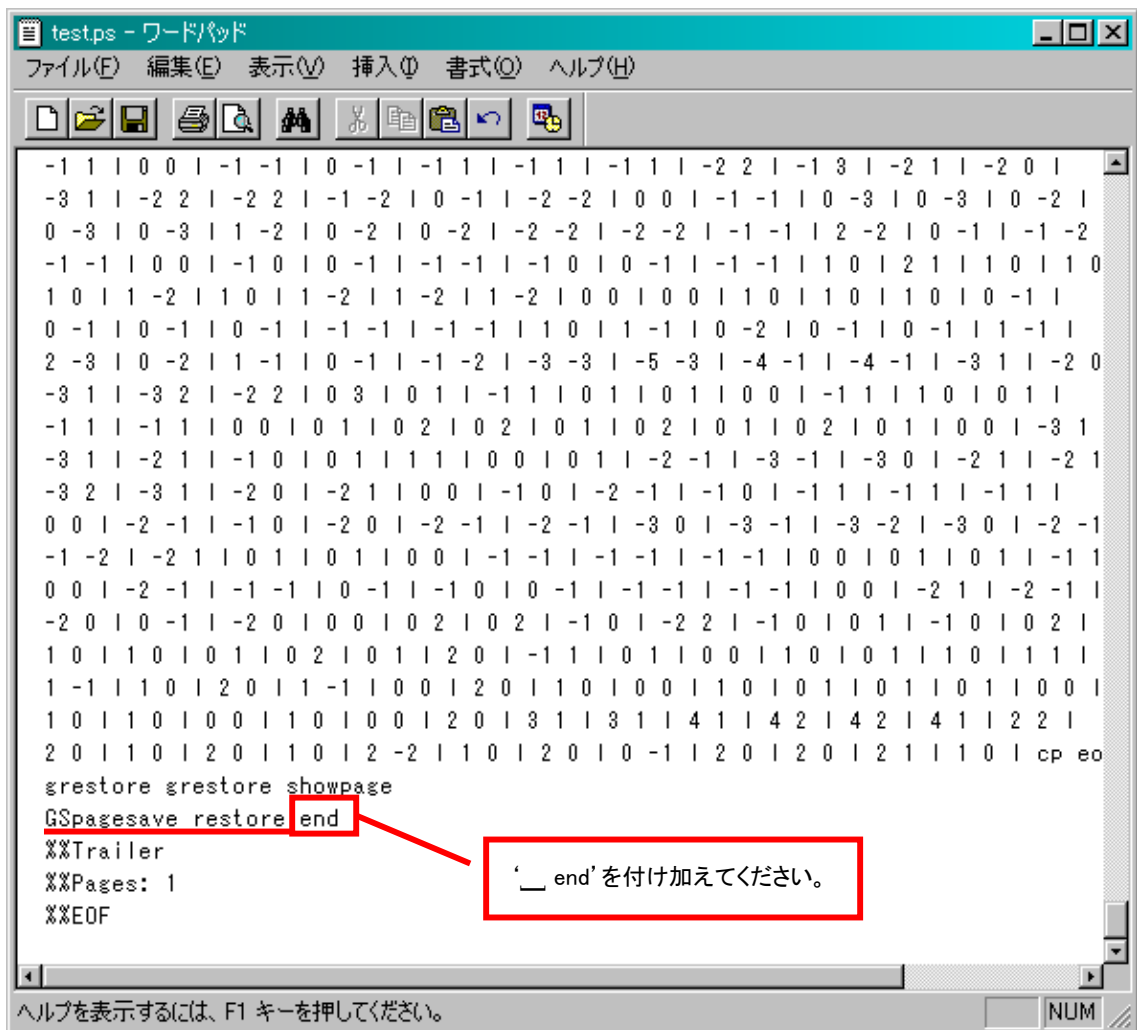 test.ps - ワードパッド
ファイル(F) 編集(E) 表示(V) 挿入(I) 書式(O) ヘルプ(H)
-1 1 l 0 0 l -1 -1 l 0 -1 l -1 1 l -1 1 l -1 1 l -2 2 l -1 3 l -2 1 l -2 0 l
-3 1 l -2 2 l -2 2 l -1 -2 l 0 -1 l -2 -2 l 0 0 l -1 -1 l 0 -3 l 0 -3 l 0 -2 l
0 -3 l 0 -3 l 1 -2 l 0 -2 l 0 -2 l -2 -2 l -2 -2 l -1 -1 l 2 -2 l 0 -1 l -1 -2
-1 -1 l 0 0 l -1 0 l 0 -1 l -1 -1 l -1 0 l 0 -1 l -1 -1 l 1 0 l 2 1 l 1 0 l 1 0
1 0 l 1 -2 l 1 0 l 1 -2 l 1 -2 l 1 -2 l 0 0 l 0 0 l 1 0 l 1 0 l 1 0 l 0 -1 l
0 -1 l 0 -1 l 0 -1 l -1 -1 l -1 -1 l 1 0 l 1 -1 l 0 -2 l 0 -1 l 0 -1 l 1 -1 l
2 -3 l 0 -2 l 1 -1 l 0 -1 l -1 -2 l -3 -3 l -5 -3 l -4 -1 l -4 -1 l -3 1 l -2 0
-3 1 l -3 2 l -2 2 l 0 3 l 0 1 l -1 1 l 0 1 l 0 1 l 0 0 l -1 1 l 1 0 l 0 1 l
-1 1 l -1 1 l 0 0 l 0 1 l 0 2 l 0 2 l 0 1 l 0 2 l 0 1 l 0 2 l 0 1 l 0 0 l -3 1
-3 1 l -2 1 l -1 0 l 0 1 l 1 1 l 0 0 l 0 1 l -2 -1 l -3 -1 l -3 0 l -2 1 l -2 1
-3 2 l -3 1 l -2 0 l -2 1 l 0 0 l -1 0 l -2 -1 l -1 0 l -1 1 l -1 1 l -1 1 l
0 0 l -2 -1 l -1 0 l -2 0 l -2 -1 l -2 -1 l -3 0 l -3 -1 l -3 -2 l -3 0 l -2 -1
-1 -2 l -2 1 l 0 1 l 0 1 l 0 0 l -1 -1 l -1 -1 l -1 -1 l 0 0 l 0 1 l 0 1 l -1 1
0 0 l -2 -1 l -1 -1 l 0 -1 l -1 0 l 0 -1 l -1 -1 l -1 -1 l 0 0 l -2 1 l -2 -1 l
-2 0 l 0 -1 l -2 0 l 0 0 l 0 2 l 0 2 l -1 0 l -2 2 l -1 0 l 0 1 l -1 0 l 0 2 l
1 0 l 1 0 l 0 1 l 0 2 l 0 1 l 2 0 l -1 1 l 0 1 l 0 0 l 1 0 l 0 1 l 1 0 l 1 1 l
1 -1 l 1 0 l 2 0 l 1 -1 l 0 0 l 2 0 l 1 0 l 0 0 l 1 0 l 0 1 l 0 1 l 0 1 l 0 0 l
1 0 l 1 0 l 0 0 l 1 0 l 0 0 l 2 0 l 3 1 l 3 1 l 4 1 l 4 2 l 4 2 l 4 1 l 2 2 l
2 0 l 1 0 l 2 0 l 1 0 l 2 -2 l 1 0 l 2 0 l 0 -1 l 2 0 l 2 0 l 2 1 l 1 0 l cp eo
grestore grestore showpage
GSpagesave restore end
%%Trailer
%%Pages: 1
%%EOF
‘__ end’を付け加えてください。
ヘルプを表示するには、F1 キーを押してください。
NUM